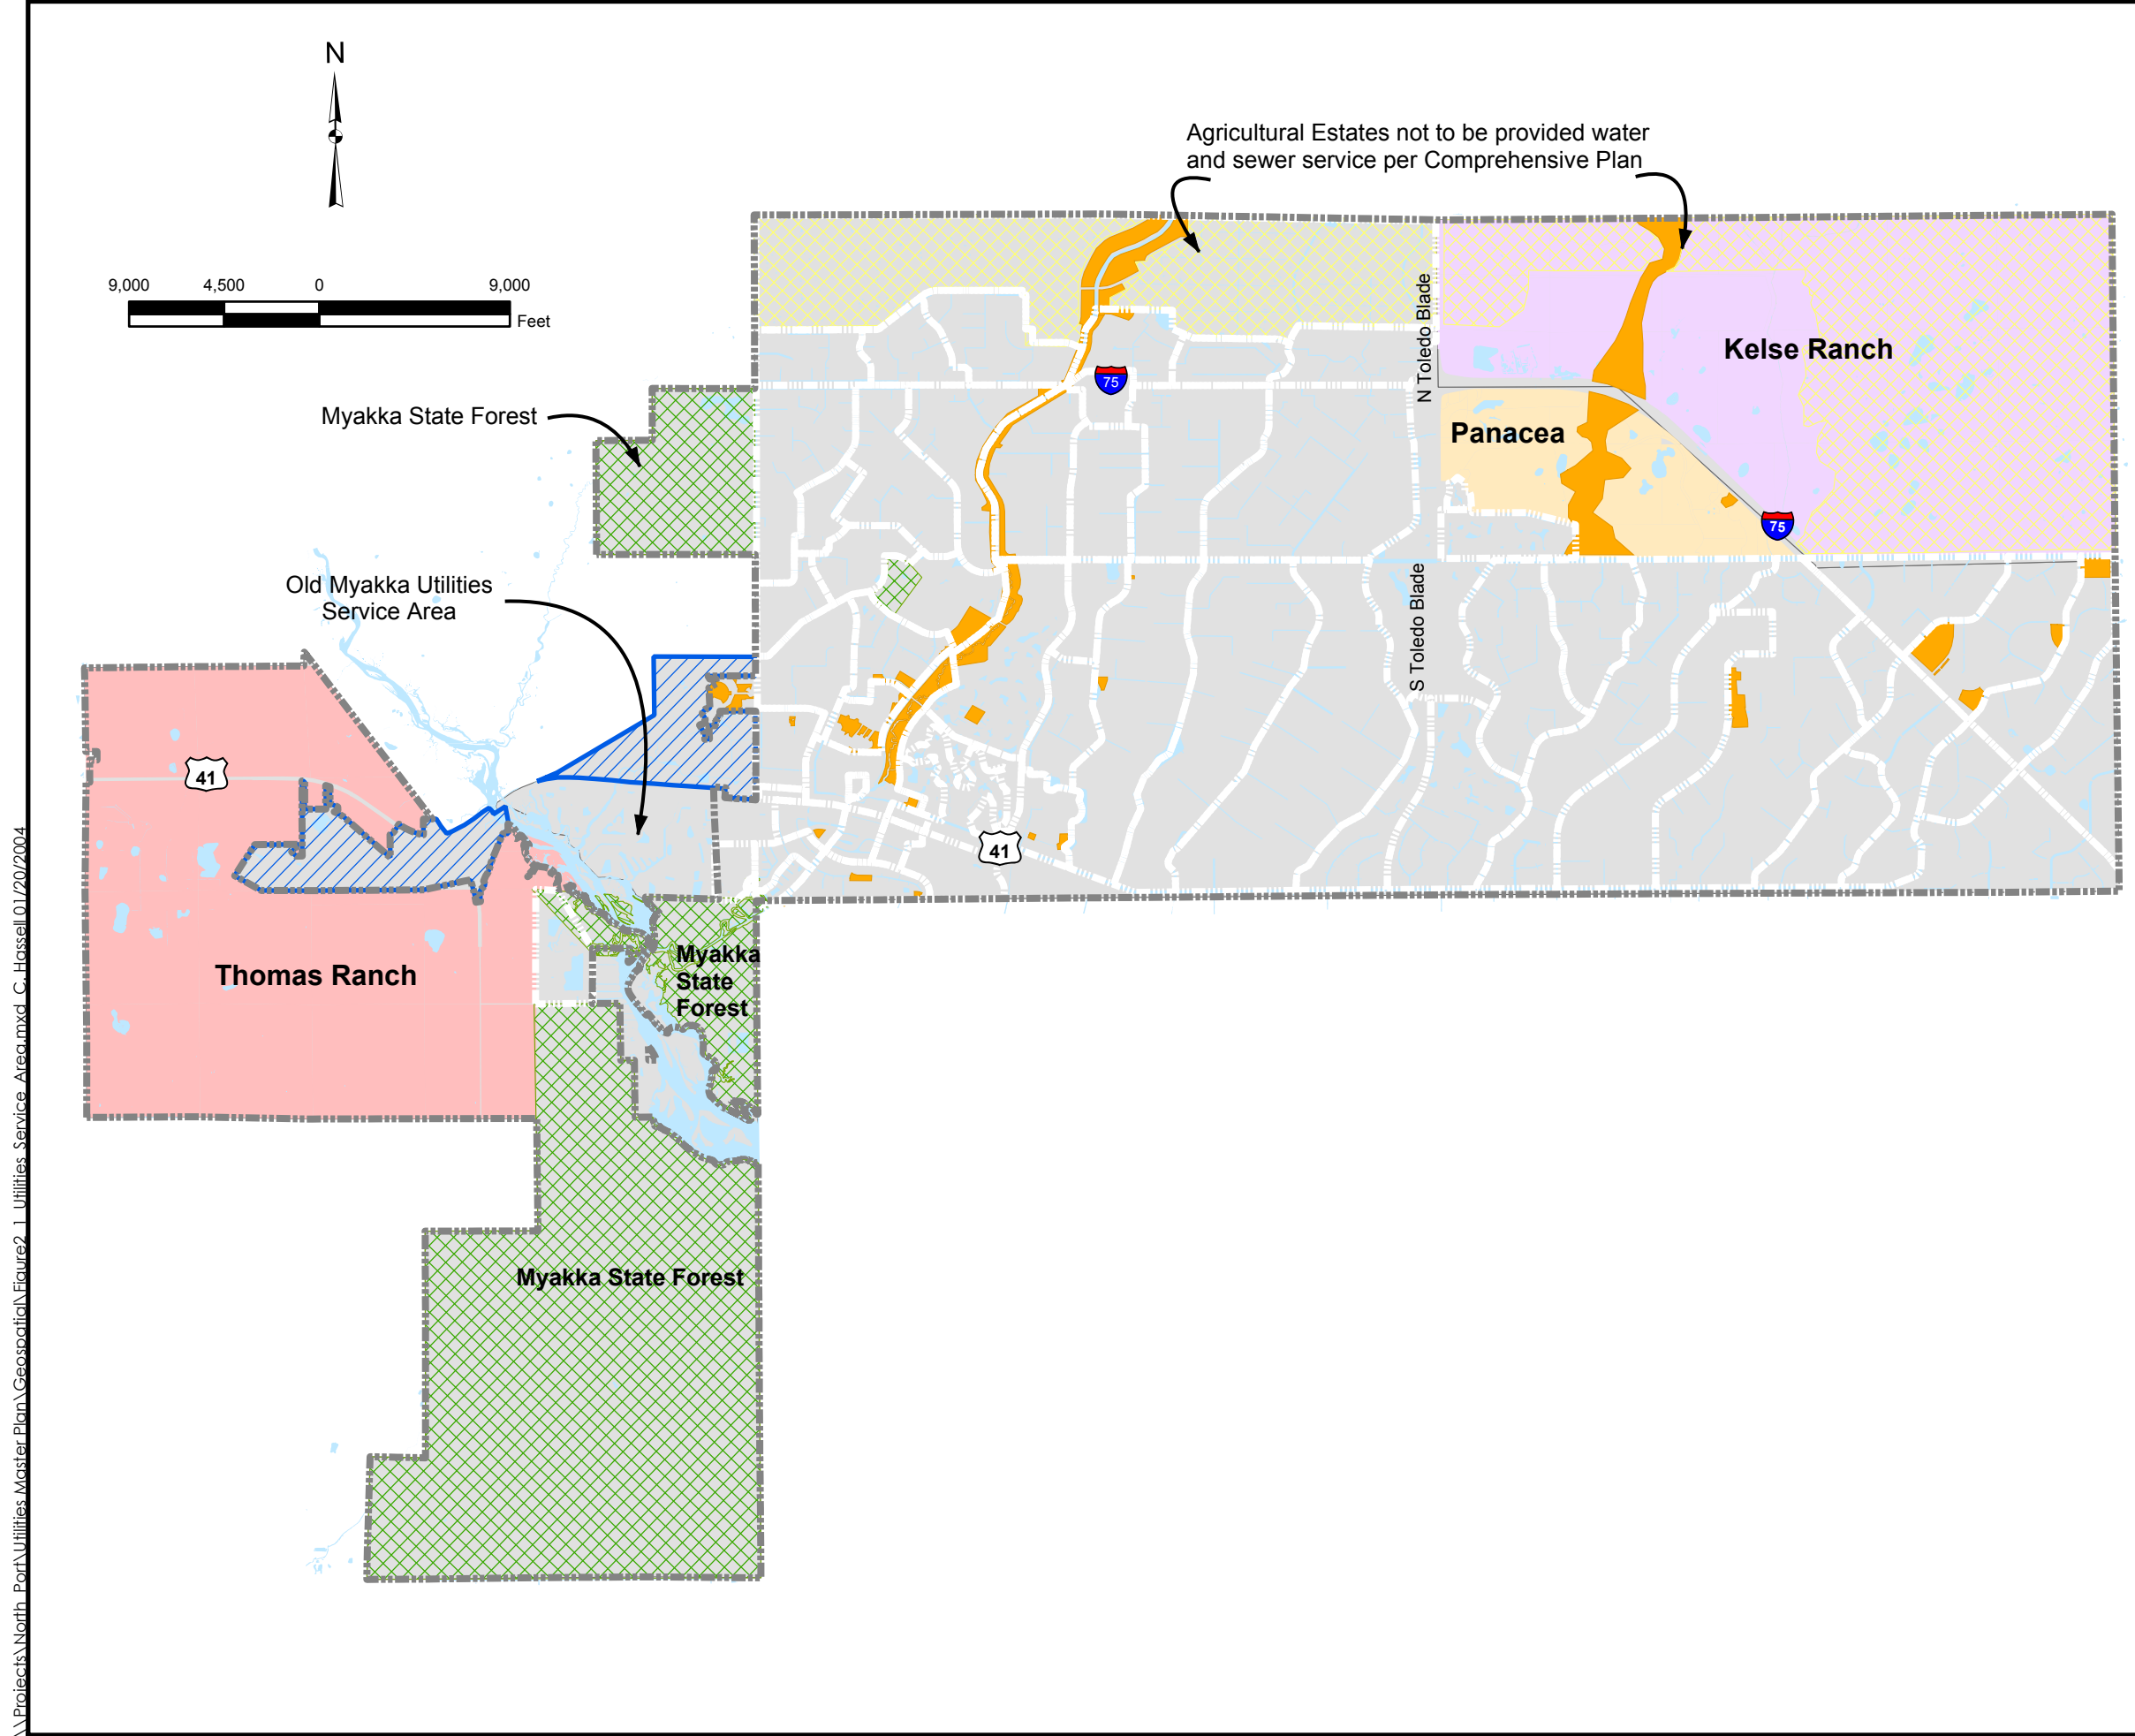 N
Agricultural Estates not to be provided water
and sewer service per Comprehensive Plan
9,000 4,500 0 9,000
Feet
N Toledo Blade
Kelse Ranch
75
Myakka State Forest
Panacea
75
Old Myakka Utilities
Service Area
S Toledo Blade
41
41
Thomas Ranch
Myakka
State
Forest
Myakka State Forest
\\Projects\North Port\Utilities Master Plan\Geospatial\Figure2_1_Utilities_Service_Area.mxd C. Hassell 01/20/2004